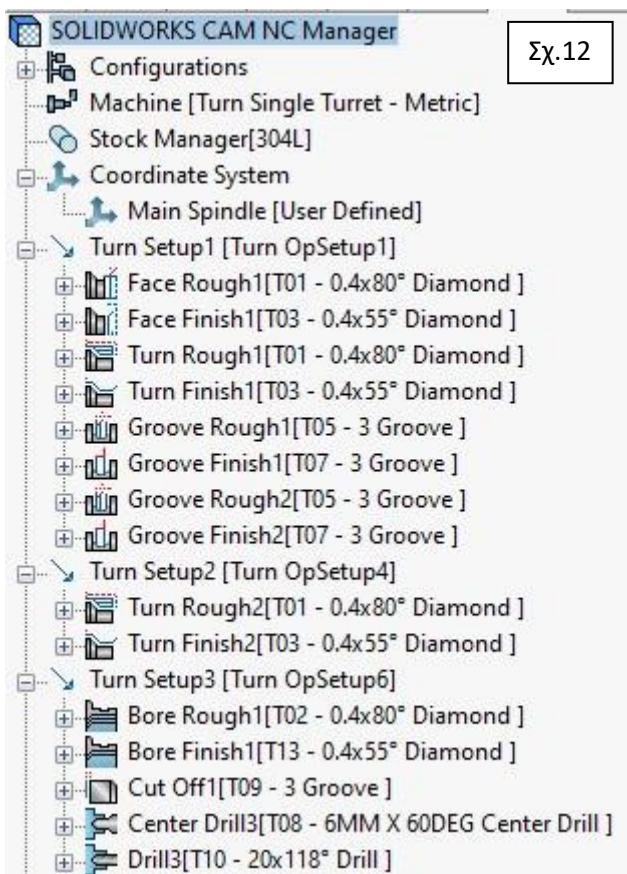 SOLIDWORKS CAM NC Manager
Σχ.12
Configurations
Machine [Turn Single Turret - Metric]
Stock Manager[304L]
Coordinate System
Main Spindle [User Defined]
Turn Setup1 [Turn OpSetup1]
Face Rough1[T01 - 0.4x80° Diamond ]
Face Finish1[T03 - 0.4x55° Diamond ]
Turn Rough1[T01 - 0.4x80° Diamond ]
Turn Finish1[T03 - 0.4x55° Diamond ]
Groove Rough1[T05 - 3 Groove ]
Groove Finish1[T07 - 3 Groove ]
Groove Rough2[T05 - 3 Groove ]
Groove Finish2[T07 - 3 Groove ]
Turn Setup2 [Turn OpSetup4]
Turn Rough2[T01 - 0.4x80° Diamond ]
Turn Finish2[T03 - 0.4x55° Diamond ]
Turn Setup3 [Turn OpSetup6]
Bore Rough1[T02 - 0.4x80° Diamond ]
Bore Finish1[T13 - 0.4x55° Diamond ]
Cut Off1[T09 - 3 Groove ]
Center Drill3[T08 - 6MM X 60DEG Center Drill ]
Drill3[T10 - 20x118° Drill ]